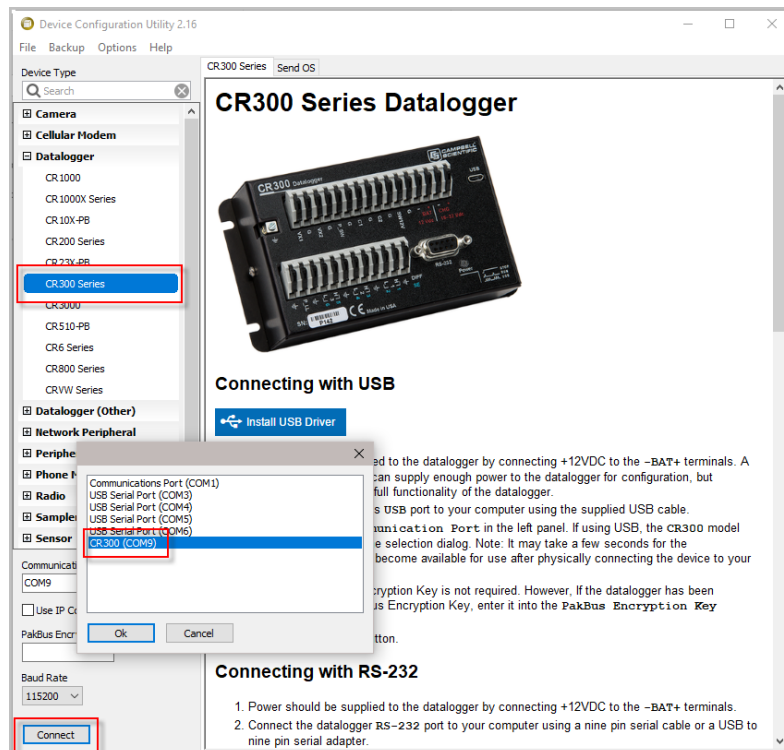 Device Configuration Utility 2.16
File Backup Options Help
Device Type
Search
Camera
Cellular Modem
Datalogger
CR1000
CR1000X Series
CR10X-PB
CR200 Series
CR23X-PB
CR300 Series
CR3000
CR510-PB
CR6 Series
CR800 Series
CRVW Series
Datalogger (Other)
Network Peripheral
Periphe
Phone M
Radio
Sampler
Sensor
Communicati
COM9
Use IP Co
PakBus Encr
Baud Rate
115200
Connect
Communications Port (COM1)
USB Serial Port (COM3)
USB Serial Port (COM4)
USB Serial Port (COM5)
USB Serial Port (COM6)
CR300 (COM9)
Ok Cancel
CR300 Series Send OS
CR300 Series Datalogger
CAMPBELL
SCIENTIFIC
CR300 Datalogger
USB
RS-232
Power
Made in USA
SN:
P142
Connecting with USB
Install USB Driver
ed to the datalogger by connecting +12VDC to the -BAT+ terminals. A
can supply enough power to the datalogger for configuration, but
full functionality of the datalogger.
s USB port to your computer using the supplied USB cable.
unication Port in the left panel. If using USB, the CR300 model
e selection dialog. Note: It may take a few seconds for the
become available for use after physically connecting the device to your
cryption Key is not required. However, If the datalogger has been
us Encryption Key, enter it into the PakBus Encryption Key
tton.
Connecting with RS-232
1. Power should be supplied to the datalogger by connecting +12VDC to the -BAT+ terminals.
2. Connect the datalogger RS-232 port to your computer using a nine pin serial cable or a USB to
nine pin serial adapter.